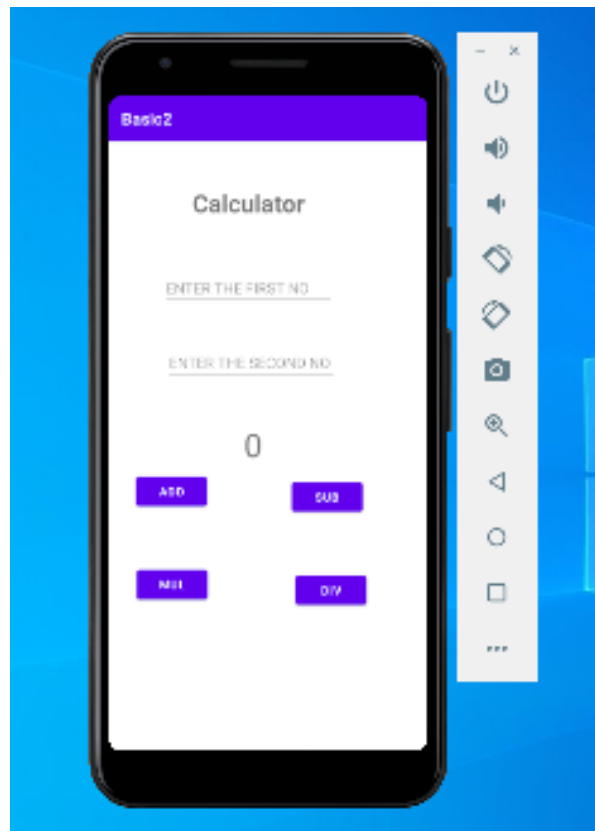 Basic2
Calculator
ENTER THE FIRST NO
ENTER THE SECOND NO
0
ADD
SUB
MUL
DIV